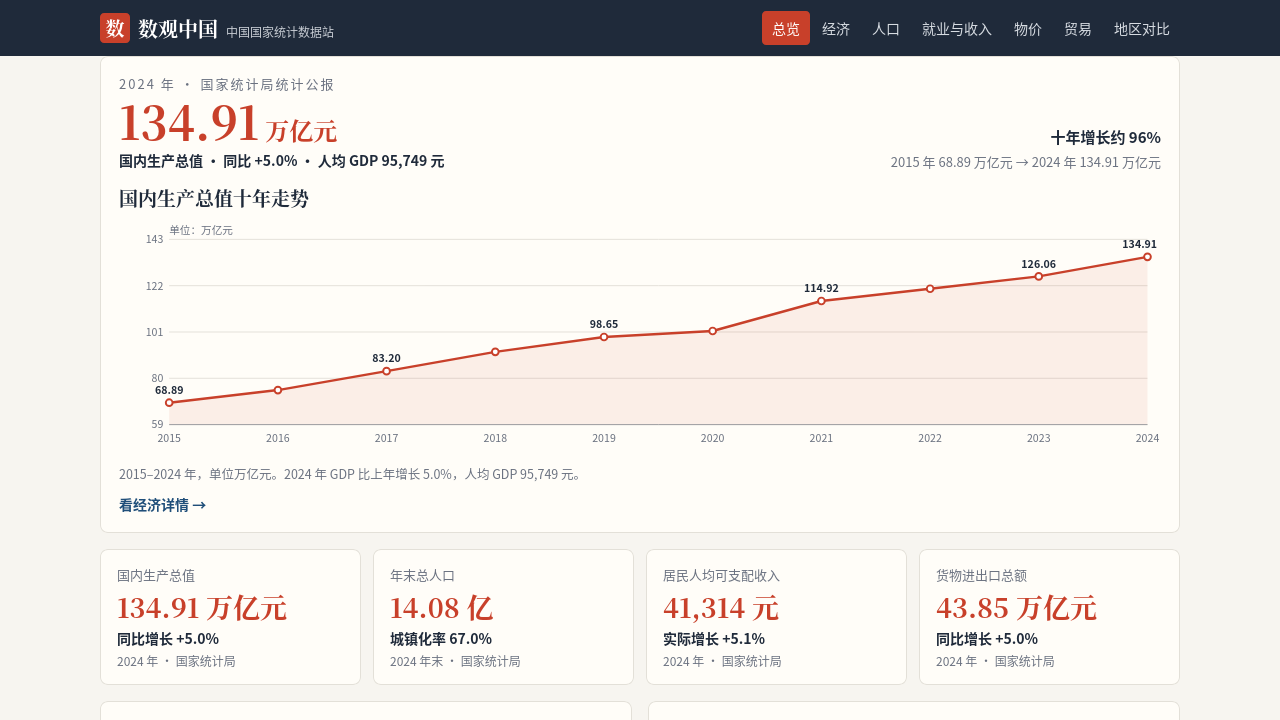 数 数观中国 中国国家统计数据站 总览 经济 人口 就业与收入 物价 贸易 地区对比
2024 年 · 国家统计局统计公报
134.91 万亿元
国内生产总值 · 同比 +5.0% · 人均 GDP 95,749 元
十年增长约 96%
2015 年 68.89 万亿元 → 2024 年 134.91 万亿元
国内生产总值十年走势
单位：万亿元
143
122
101
80
59
68.89
83.20
98.65
114.92
126.06
134.91
2015 2016 2017 2018 2019 2020 2021 2022 2023 2024
2015–2024 年，单位万亿元。2024 年 GDP 比上年增长 5.0%，人均 GDP 95,749 元。
看经济详情 →
国内生产总值
134.91 万亿元
同比增长 +5.0%
2024 年 · 国家统计局
年末总人口
14.08 亿
城镇化率 67.0%
2024 年末 · 国家统计局
居民人均可支配收入
41,314 元
实际增长 +5.1%
2024 年 · 国家统计局
货物进出口总额
43.85 万亿元
同比增长 +5.0%
2024 年 · 国家统计局